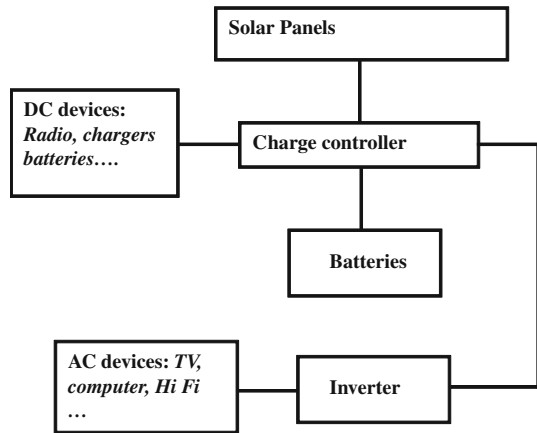 Solar Panels
DC devices:
Radio, chargers
batteries….
Charge controller
Batteries
AC devices: TV,
computer, Hi Fi
…
Inverter